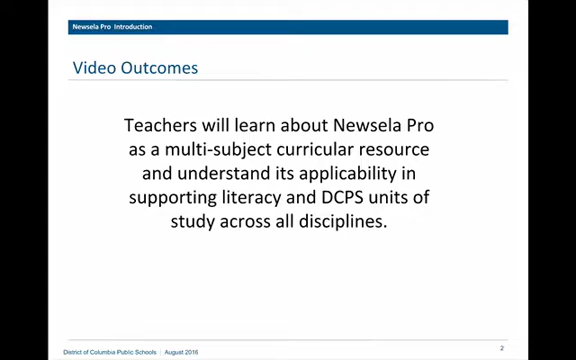 Newsela Pro Introduction
Video Outcomes
Teachers will learn about Newsela Pro
as a multi-subject curricular resource
and understand its applicability in
supporting literacy and DCPS units of
study across all disciplines.
District of Columbia Public Schools | August 2016
2